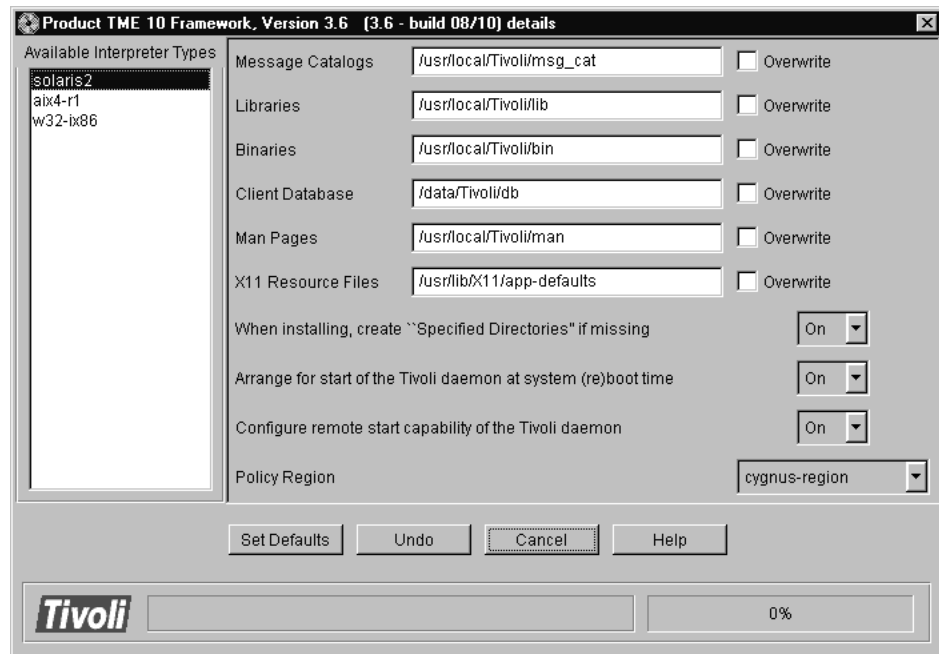 Product TME 10 Framework, Version 3.6 (3.6 - build 08/10) details
Available Interpreter Types
solaris2
aix4-r1
w32-ix86
Message Catalogs /usr/local/Tivoli/msg_cat Overwrite
Libraries /usr/local/Tivoli/lib Overwrite
Binaries /usr/local/Tivoli/bin Overwrite
Client Database /data/Tivoli/db Overwrite
Man Pages /usr/local/Tivoli/man Overwrite
X11 Resource Files /usr/lib/X11/app-defaults Overwrite
When installing, create ``Specified Directories'' if missing On
Arrange for start of the Tivoli daemon at system (re)boot time On
Configure remote start capability of the Tivoli daemon On
Policy Region cygnus-region
Set Defaults Undo Cancel Help
Tivoli 0%